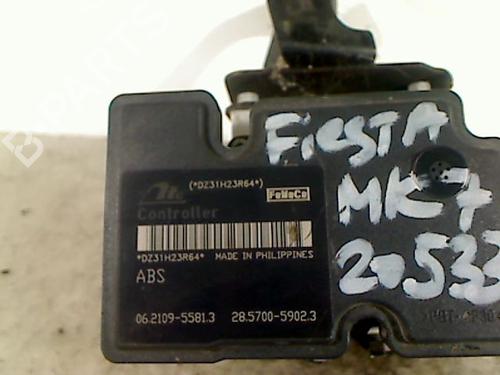 (*DZ31H23R64*)
FoMoCo
Controller
*DZ31H23R64* MADE IN PHILIPPINES
ABS
06.2109-5581.3 28.5700-5902.3
FiESTA
MK7
20533